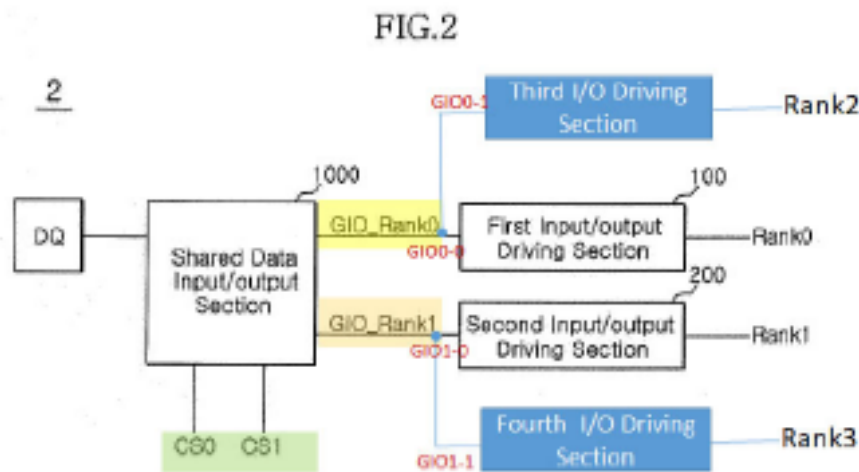 FIG.2
2
GIO0-1
Third I/O Driving
Section
Rank2
1000
100
DQ
Shared Data
Input/output
Section
GIO_Rank0
GIO0-0
First Input/output
Driving Section
Rank0
200
GIO_Rank1
GIO1-0
Second Input/output
Driving Section
Rank1
CS0 CS1
GIO1-1
Fourth I/O Driving
Section
Rank3